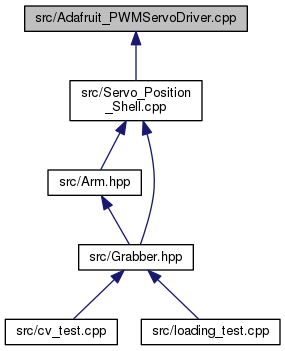 src/Adafruit_PWMServoDriver.cpp
src/Servo_Position
_Shell.cpp
src/Arm.hpp
src/Grabber.hpp
src/cv_test.cpp
src/loading_test.cpp